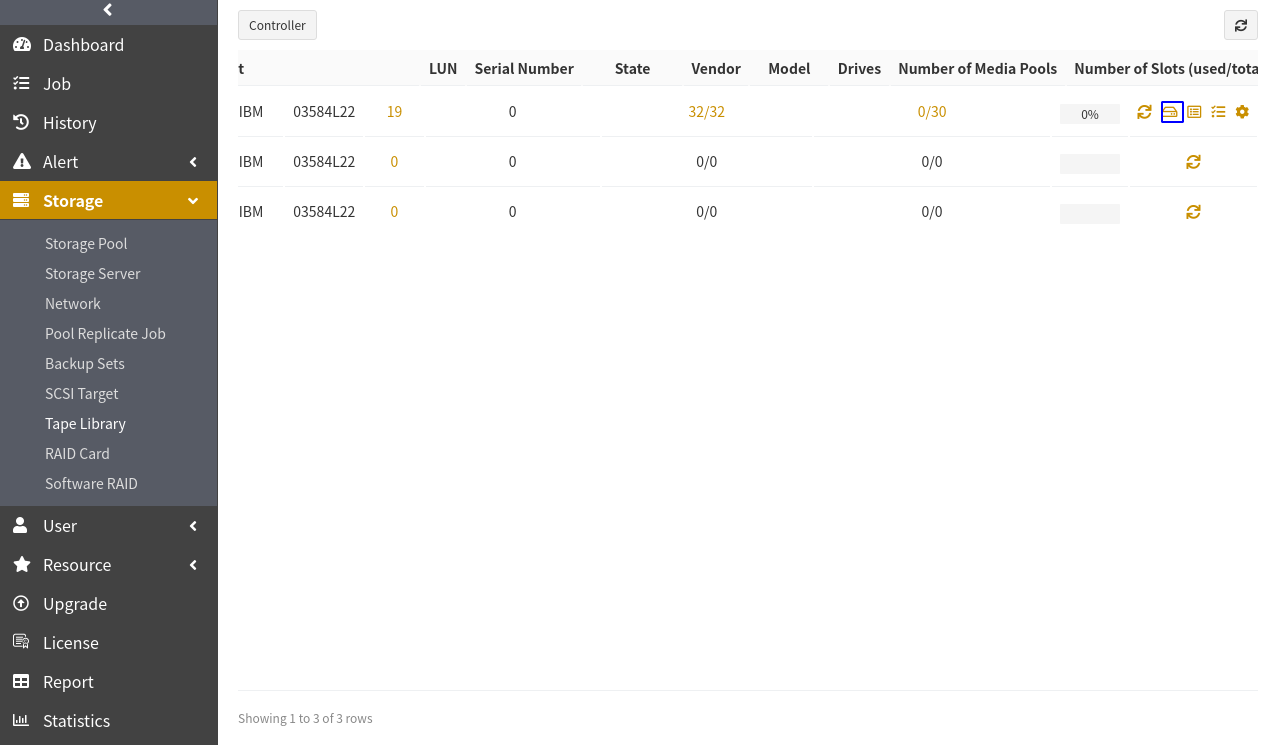 Controller
t LUN Serial Number State Vendor Model Drives Number of Media Pools Number of Slots (used/tota
IBM 03584L22 19 0 32/32 0/30 0%
IBM 03584L22 0 0 0/0 0/0
IBM 03584L22 0 0 0/0 0/0
Showing 1 to 3 of 3 rows
Dashboard
Job
History
Alert
Storage
Storage Pool
Storage Server
Network
Pool Replicate Job
Backup Sets
SCSI Target
Tape Library
RAID Card
Software RAID
User
Resource
Upgrade
License
Report
Statistics